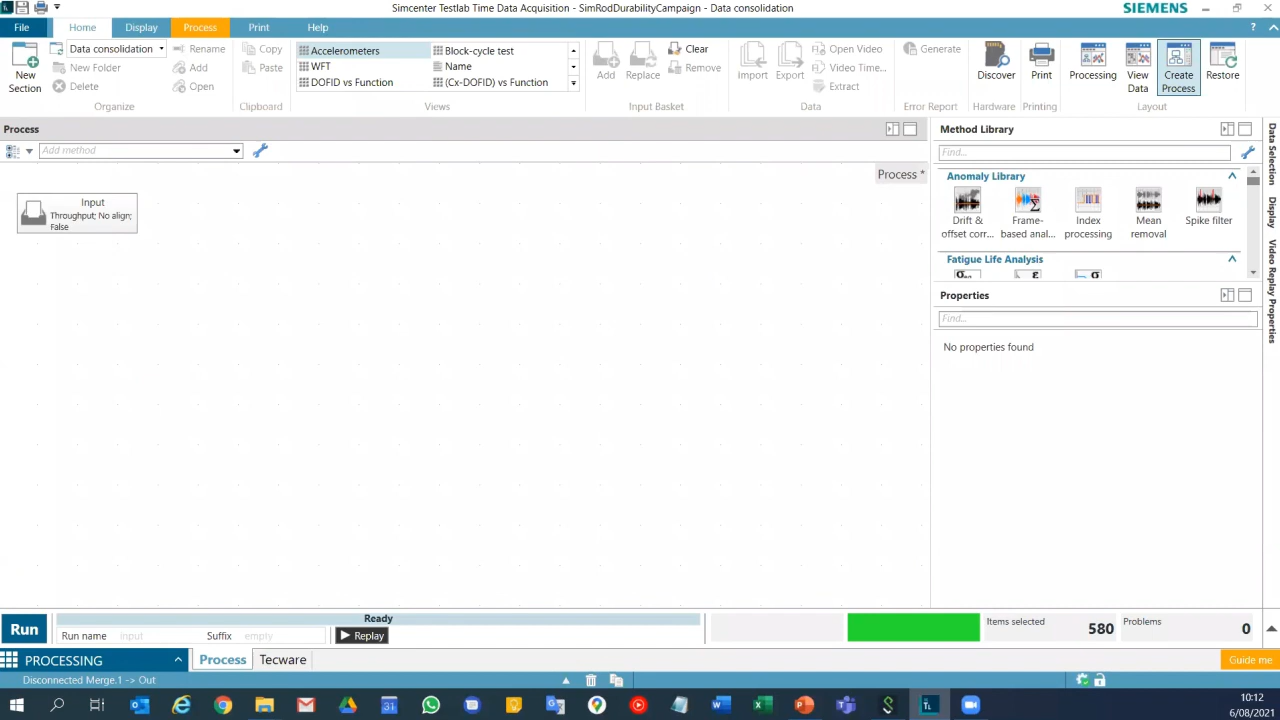 Simcenter Testlab Time Data Acquisition - SimRodDurabilityCampaign - Data consolidation
SIEMENS
File Home Display Process Print Help
New Section
Data consolidation
New Folder
Delete
Rename
Add
Open
Organize
Copy
Paste
Clipboard
Accelerometers
WFT
DOFID vs Function
Block-cycle test
Name
(Cx-DOFID) vs Function
Views
Add
Replace
Clear
Remove
Input Basket
Import
Export
Open Video
Video Time...
Extract
Data
Generate
Error Report
Discover
Hardware
Print
Printing
Processing
View Data
Create Process
Restore
Layout
Process
Add method
Process *
Input
Throughput; No align;
False
Method Library
Find...
Anomaly Library
Drift &
offset corr...
Frame-
based anal...
Index
processing
Mean
removal
Spike filter
Fatigue Life Analysis
σeq ε σ
Properties
Find...
No properties found
Data Selection
Display
Video Replay Properties
Run
Ready
Run name input Suffix empty Replay
Items selected
580
Problems
0
PROCESSING Process Tecware
Guide me
Disconnected Merge.1 -> Out
10:12
6/08/2021